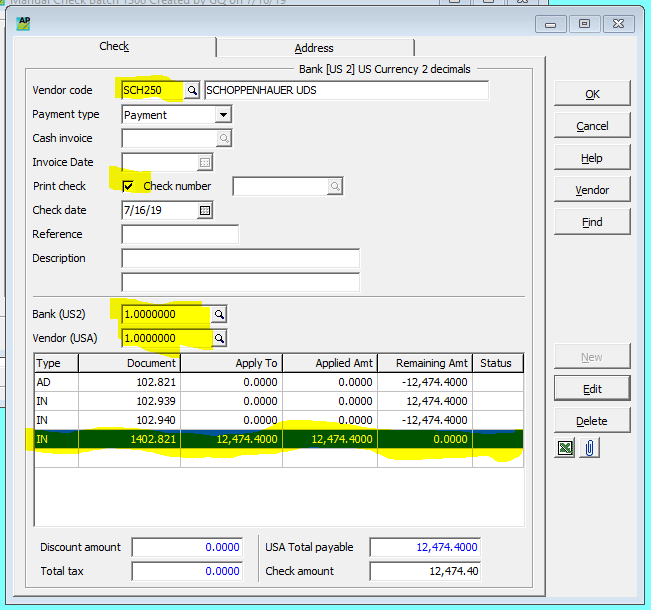 Manual Check Batch 1308 Created by GQ on 7/16/19
AP
Check Address
Bank [US 2] US Currency 2 decimals
Vendor code SCH250 SCHOPPENHAUER UDS
Payment type Payment
Cash invoice
Invoice Date
Print check Check number
Check date 7/16/19
Reference
Description
Bank (US2) 1.0000000
Vendor (USA) 1.0000000
Type Document Apply To Applied Amt Remaining Amt Status
AD 102.821 0.0000 0.0000 -12,474.4000
IN 102.939 0.0000 0.0000 12,474.4000
IN 102.940 0.0000 0.0000 -12,474.4000
IN 1402.821 12,474.4000 12,474.4000 0.0000
Discount amount 0.0000 USA Total payable 12,474.4000
Total tax 0.0000 Check amount 12,474.40
OK
Cancel
Help
Vendor
Find
New
Edit
Delete